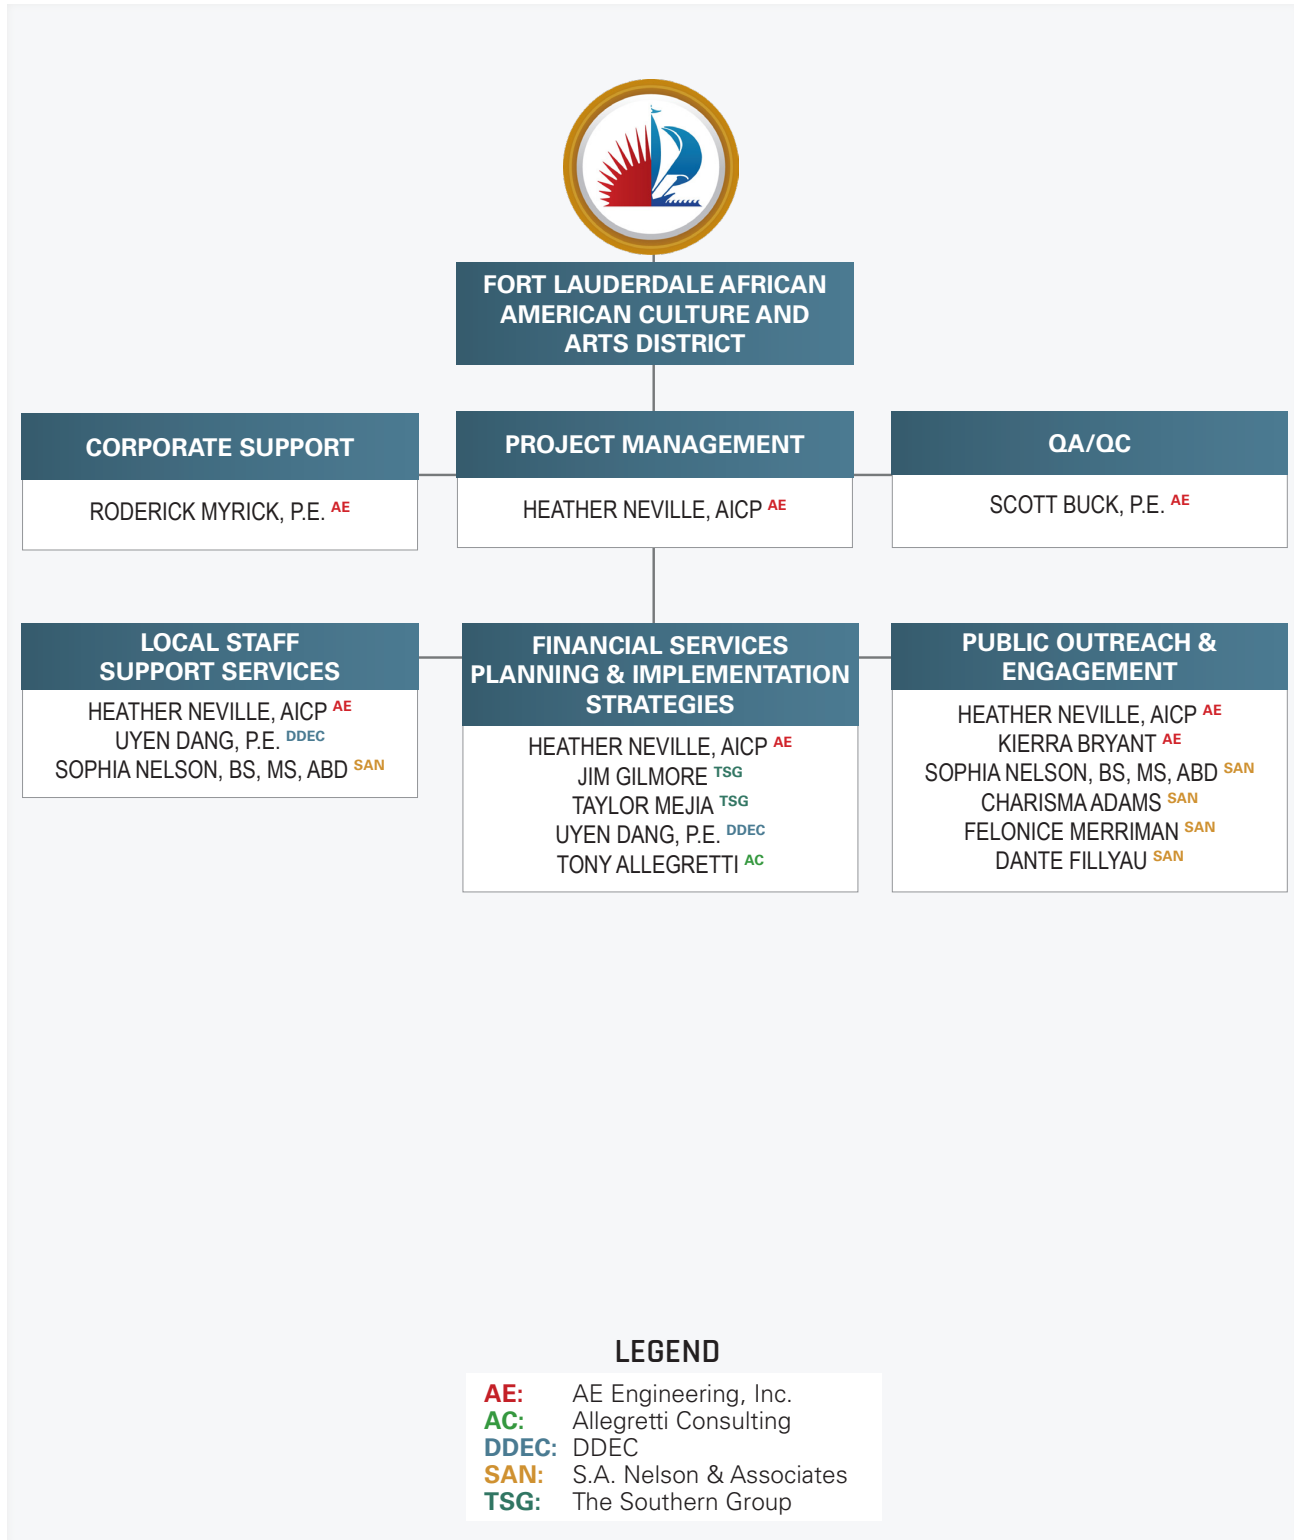 FORT LAUDERDALE AFRICAN
AMERICAN CULTURE AND
ARTS DISTRICT
CORPORATE SUPPORT
RODERICK MYRICK, P.E. AE
PROJECT MANAGEMENT
HEATHER NEVILLE, AICP AE
QA/QC
SCOTT BUCK, P.E. AE
LOCAL STAFF
SUPPORT SERVICES
HEATHER NEVILLE, AICP AE
UYEN DANG, P.E. DDEC
SOPHIA NELSON, BS, MS, ABD SAN
FINANCIAL SERVICES
PLANNING & IMPLEMENTATION
STRATEGIES
HEATHER NEVILLE, AICP AE
JIM GILMORE TSG
TAYLOR MEJIA TSG
UYEN DANG, P.E. DDEC
TONY ALLEGRETTI AC
PUBLIC OUTREACH &
ENGAGEMENT
HEATHER NEVILLE, AICP AE
KIERRA BRYANT AE
SOPHIA NELSON, BS, MS, ABD SAN
CHARISMA ADAMS SAN
FELONICE MERRIMAN SAN
DANTE FILLYAU SAN
LEGEND
AE: AE Engineering, Inc.
AC: Allegretti Consulting
DDEC: DDEC
SAN: S.A. Nelson & Associates
TSG: The Southern Group